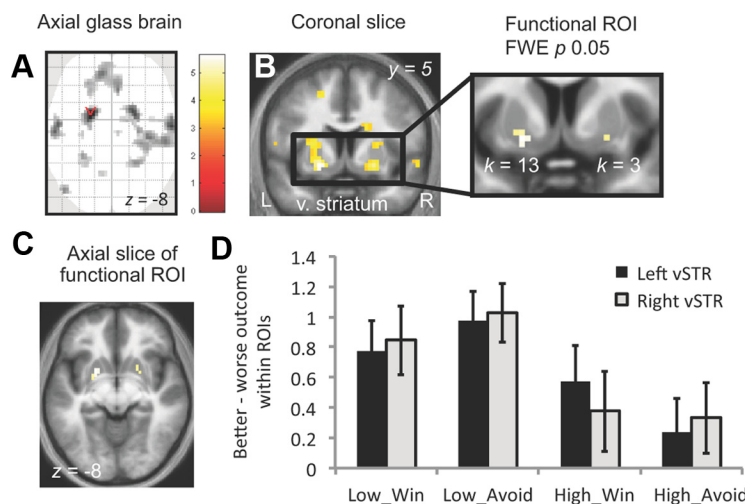 Axial glass brain
Coronal slice
Functional ROI
FWE p 0.05
A
z = -8
5
4
3
2
1
0
B
y = 5
L
v. striatum
R
k = 13
k = 3
C
Axial slice of
functional ROI
z = -8
D
Better - worse outcome
within ROIs
1.4
1.2
1
0.8
0.6
0.4
0.2
0
Left vSTR
Right vSTR
Low_Win
Low_Avoid
High_Win
High_Avoid